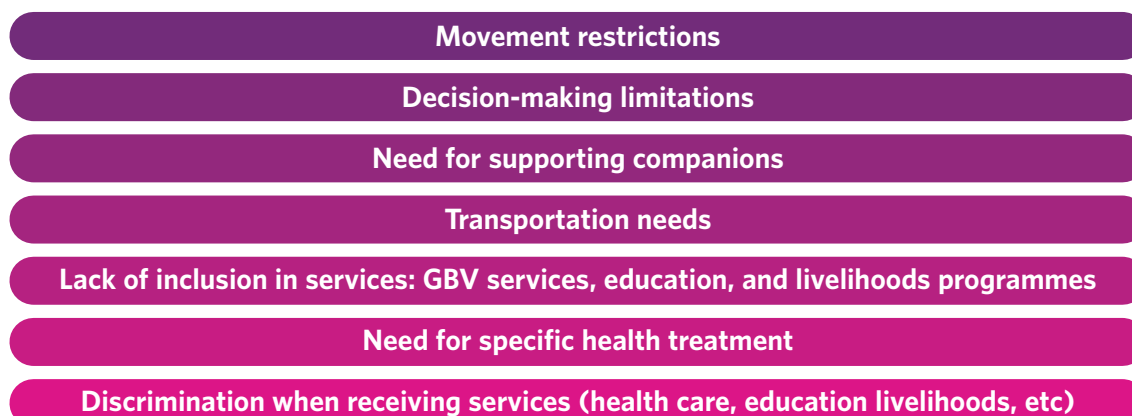 Movement restrictions
Decision-making limitations
Need for supporting companions
Transportation needs
Lack of inclusion in services: GBV services, education, and livelihoods programmes
Need for specific health treatment
Discrimination when receiving services (health care, education livelihoods, etc)